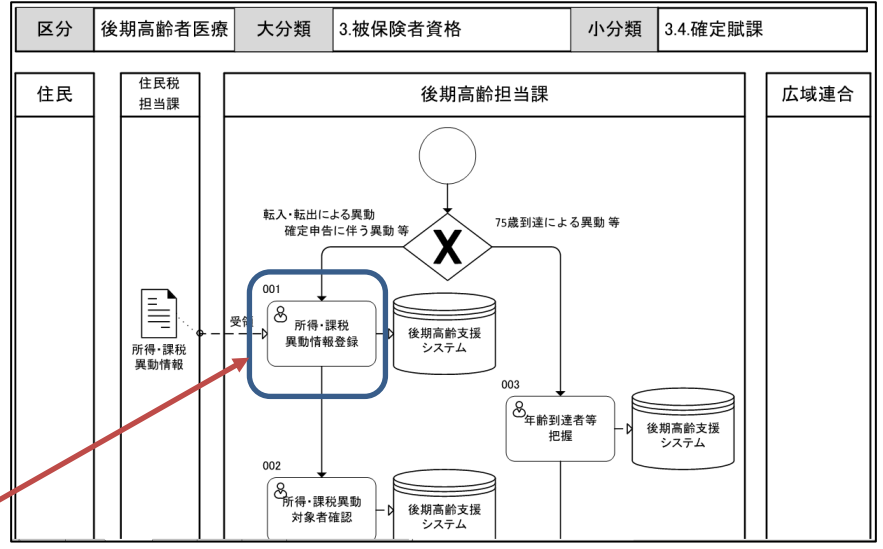 区分
後期高齢者医療
大分類
3.被保険者資格
小分類
3.4.確定賦課
住民
住民税
担当課
後期高齢担当課
広域連合
転入・転出による異動
確定申告に伴う異動 等
75歳到達による異動 等
X
001
所得・課税
異動情報登録
後期高齢支援
システム
受領
所得・課税
異動情報
003
年齢到達者等
把握
後期高齢支援
システム
002
所得・課税異動
対象者確認
後期高齢支援
システム